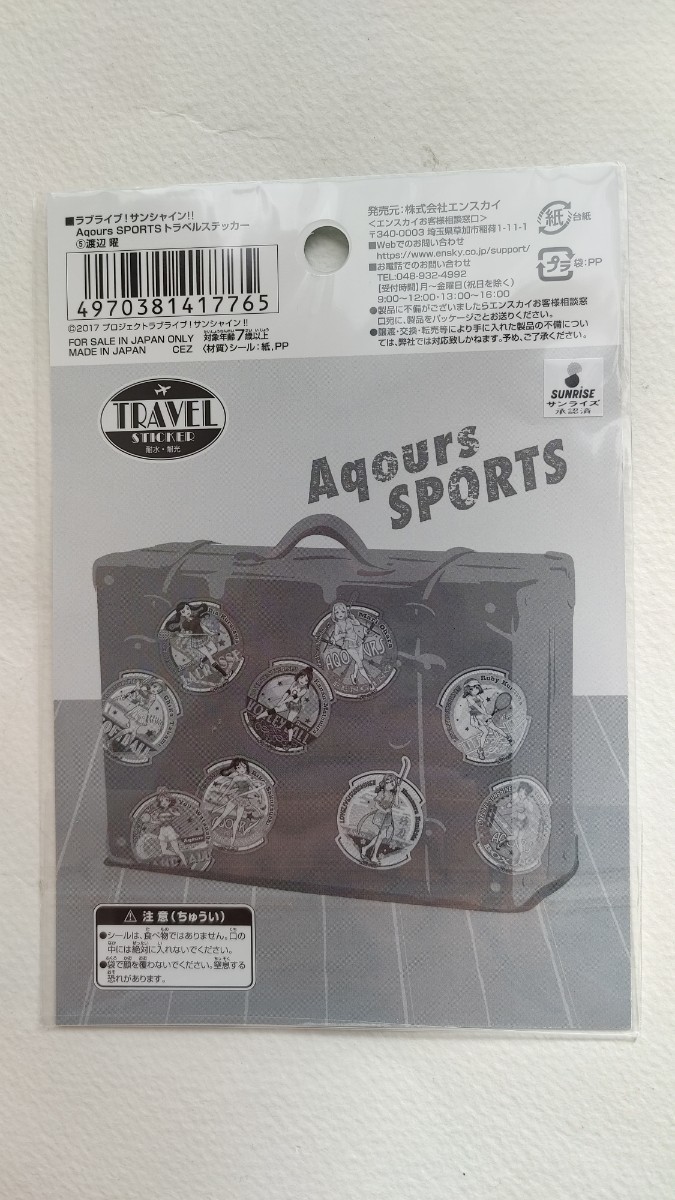 ■ラブライブ!サンシャイン!!
Aqours SPORTS トラベルステッカー
⑤渡辺 曜
4970381417765
©2017 プロジェクトラブライブ!サンシャイン!!
FOR SALE IN JAPAN ONLY
対象年齢7歳以上
MADE IN JAPAN CEZ 〈材質〉シール:紙,PP
発売元:株式会社エンスカイ
<エンスカイお客様相談窓口>
〒340-0003 埼玉県草加市稲荷1-11-1
■Webでのお問い合わせ
https://www.ensky.co.jp/support/
■お電話でのお問い合わせ
TEL:048-932-4992
[受付時間]月~金曜日(祝日を除く)
9:00~12:00・13:00~16:00
●製品に不備がございましたらエンスカイお客様相談窓
口宛に、製品をパッケージごとお送りください。
●譲渡・交換・転売等により手に入れた製品の不備につい
ては、弊社では対応致しかねます。予め、ご了承ください。
紙
台紙
プラ
袋:PP
SUNRISE
サンライズ
承認済
TRAVEL
STICKER
耐水・耐光
Aqours
SPORTS
⚠ 注意(ちゅうい)
●シールは、食べ物ではありません。口の
中には絶対に入れないでください。
●袋で顔を覆わないでください。窒息する
恐れがあります。